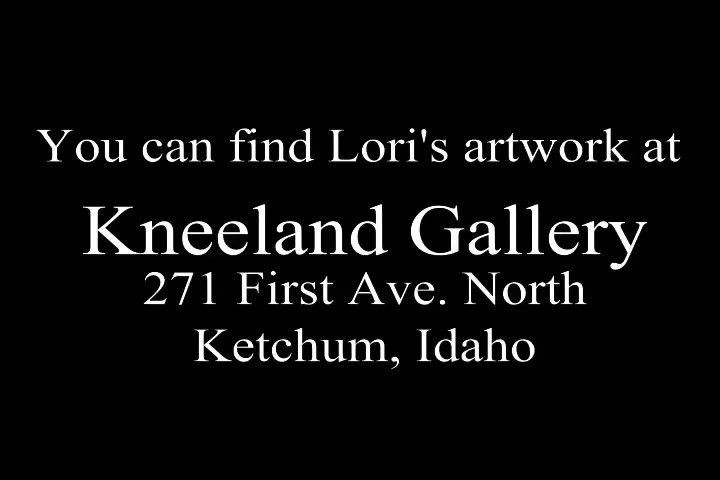 You can find Lori's artwork at
Kneeland Gallery
271 First Ave. North
Ketchum, Idaho